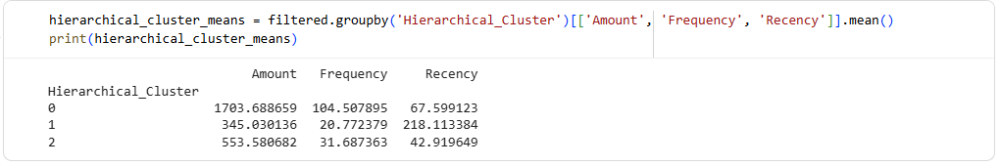 hierarchical_cluster_means = filtered.groupby('Hierarchical_Cluster')[['Amount', 'Frequency', 'Recency']].mean()
print(hierarchical_cluster_means)
Amount Frequency Recency
Hierarchical_Cluster
0 1703.688659 104.507895 67.599123
1 345.030136 20.772379 218.113384
2 553.580682 31.687363 42.919649